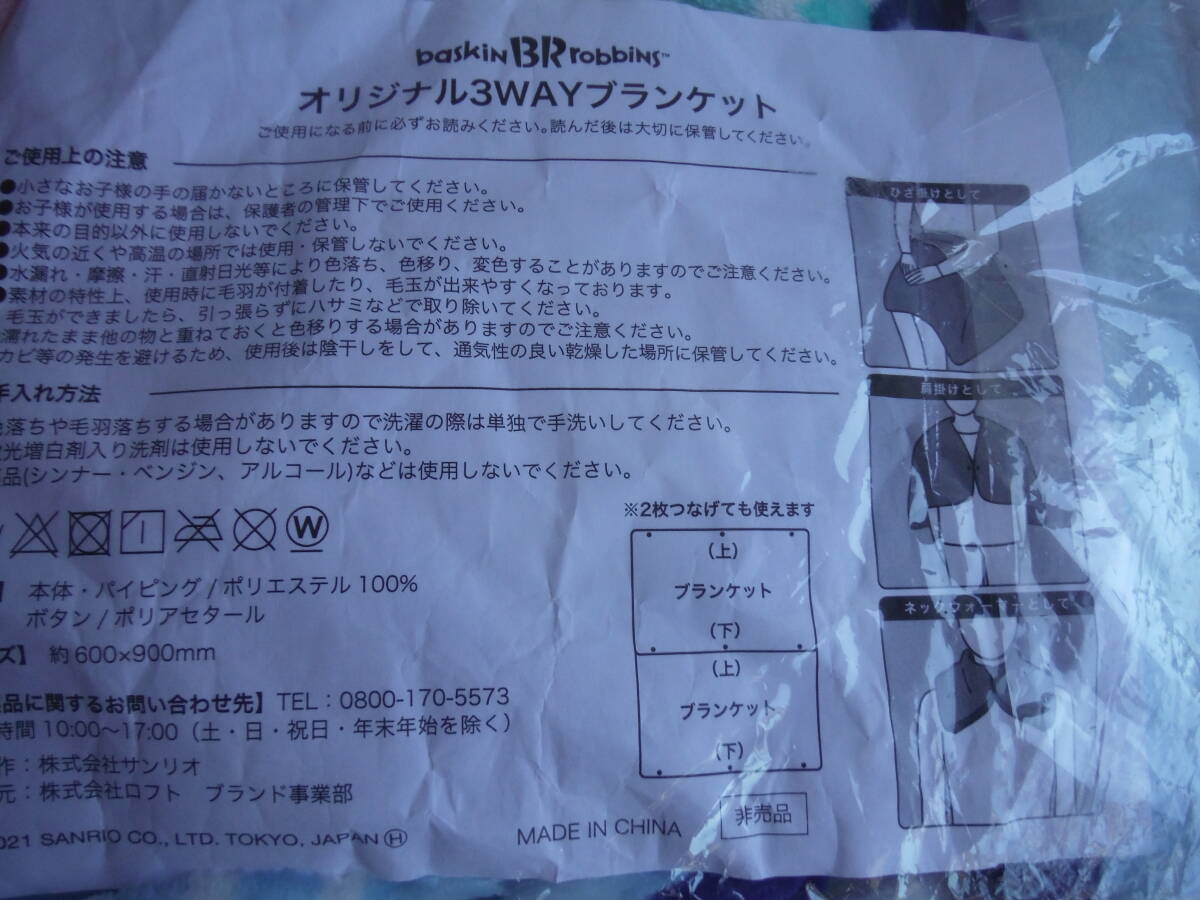 baskin BR robbins™
オリジナル3WAYブランケット
ご使用になる前に必ずお読みください。読んだ後は大切に保管してください。
ご使用上の注意
●小さなお子様の手の届かないところに保管してください。
●お子様が使用する場合は、保護者の管理下でご使用ください。
●本来の目的以外に使用しないでください。
●火気の近くや高温の場所では使用・保管しないでください。
●水漏れ・摩擦・汗・直射日光等により色落ち、色移り、変色することがありますのでご注意ください。
●素材の特性上、使用時に毛羽が付着したり、毛玉が出来やすくなっております。
毛玉ができましたら、引っ張らずにハサミなどで取り除いてください。
濡れたまま他の物と重ねておくと色移りする場合がありますのでご注意ください。
カビ等の発生を避けるため、使用後は陰干しをして、通気性の良い乾燥した場所に保管してください。
手入れ方法
落ちや毛羽落ちする場合がありますので洗濯の際は単独で手洗いしてください。
光増白剤入り洗剤は使用しないでください。
品(シンナー・ベンジン、アルコール)などは使用しないでください。
W
】 本体・パイピング / ポリエステル 100%
ボタン / ポリアセタール
ズ】 約600×900mm
品に関するお問い合わせ先】 TEL：0800-170-5573
時間 10:00～17:00（土・日・祝日・年末年始を除く）
作：株式会社サンリオ
元：株式会社ロフト ブランド事業部
021 SANRIO CO., LTD. TOKYO, JAPAN Ⓗ
MADE IN CHINA
非売品
※2枚つなげても使えます
（上）
ブランケット
（下）
（上）
ブランケット
（下）
ひざ掛けとして
肩掛けとして
ネックウォーマーとして